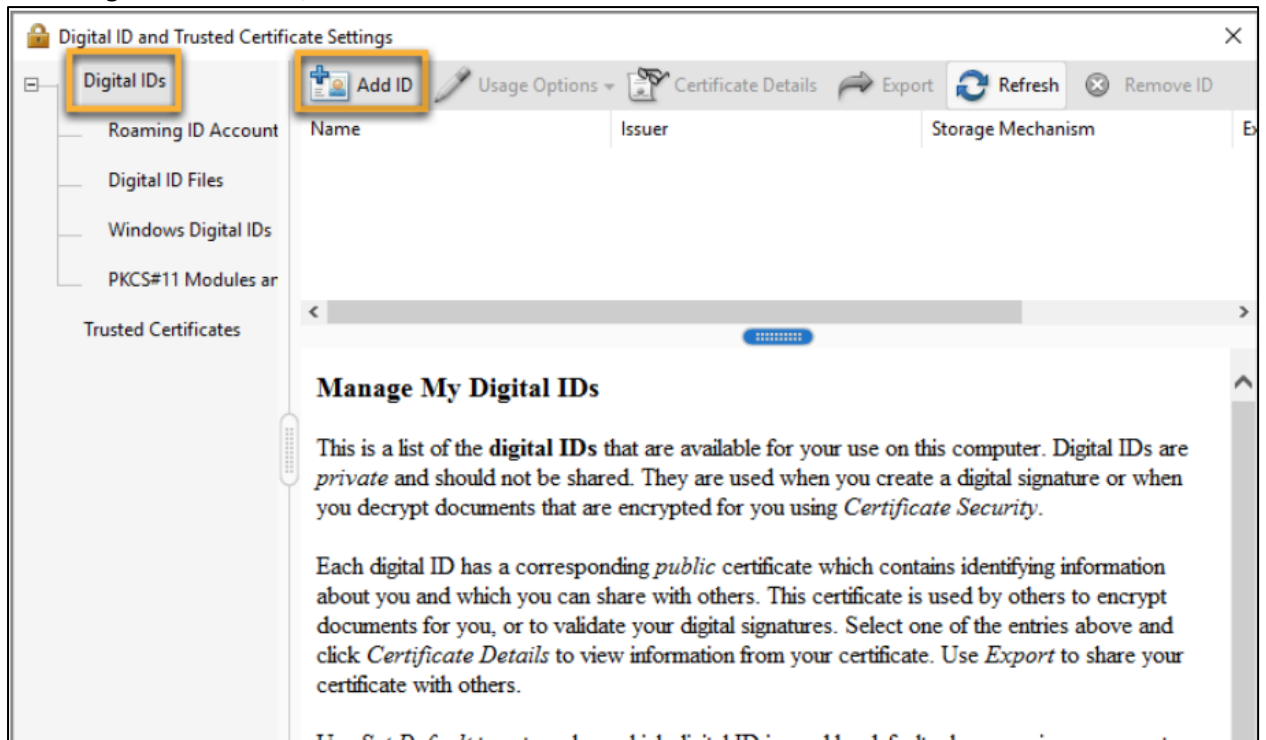 Digital ID and Trusted Certificate Settings
Digital IDs
Add ID Usage Options Certificate Details Export Refresh Remove ID
Roaming ID Account
Name Issuer Storage Mechanism
Digital ID Files
Windows Digital IDs
PKCS#11 Modules ar
Trusted Certificates
Manage My Digital IDs
This is a list of the digital IDs that are available for your use on this computer. Digital IDs are
private and should not be shared. They are used when you create a digital signature or when
you decrypt documents that are encrypted for you using Certificate Security.
Each digital ID has a corresponding public certificate which contains identifying information
about you and which you can share with others. This certificate is used by others to encrypt
documents for you, or to validate your digital signatures. Select one of the entries above and
click Certificate Details to view information from your certificate. Use Export to share your
certificate with others.